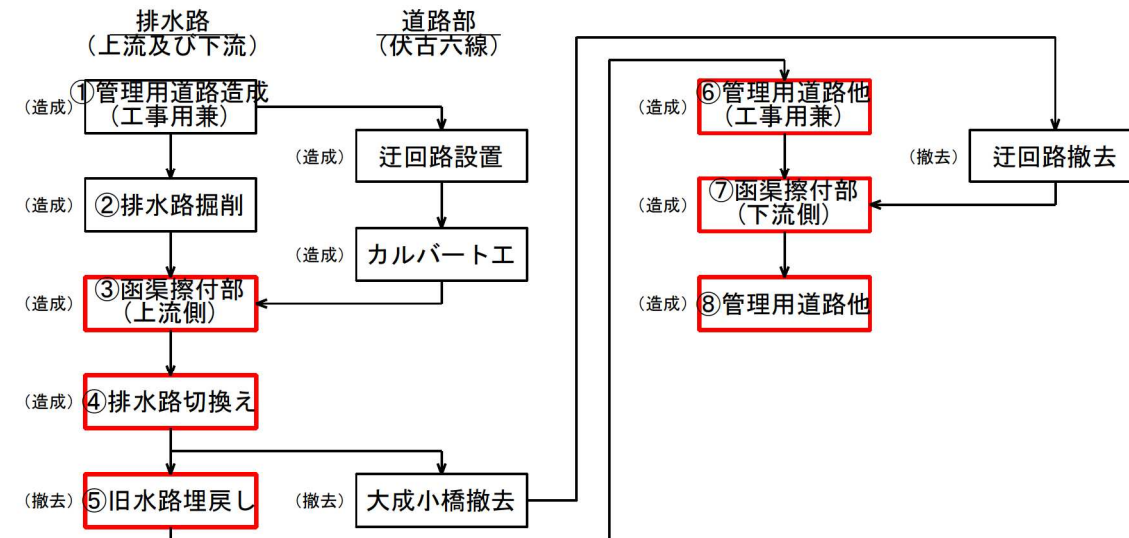 排水路
(上流及び下流)
道路部
(伏古六線)
(造成)
①管理用道路造成
(工事用兼)
(造成)
迂回路設置
(造成)
②排水路掘削
(造成)
カルバート工
(造成)
③函渠擦付部
(上流側)
(造成)
④排水路切換え
(撤去)
⑤旧水路埋戻し
(撤去)
大成小橋撤去
(造成)
⑥管理用道路他
(工事用兼)
(撤去)
迂回路撤去
(造成)
⑦函渠擦付部
(下流側)
(造成)
⑧管理用道路他